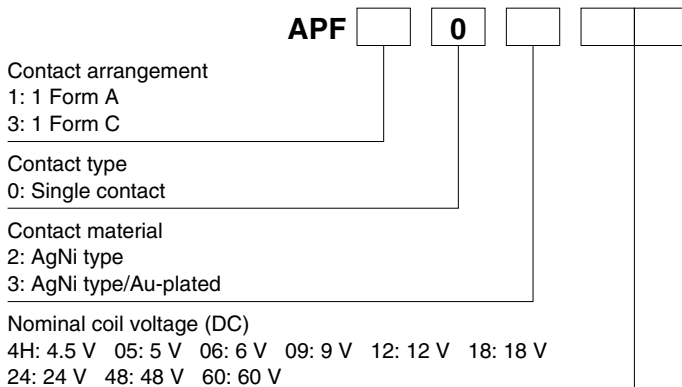 APF 0
Contact arrangement
1: 1 Form A
3: 1 Form C
Contact type
0: Single contact
Contact material
2: AgNi type
3: AgNi type/Au-plated
Nominal coil voltage (DC)
4H: 4.5 V 05: 5 V 06: 6 V 09: 9 V 12: 12 V 18: 18 V
24: 24 V 48: 48 V 60: 60 V